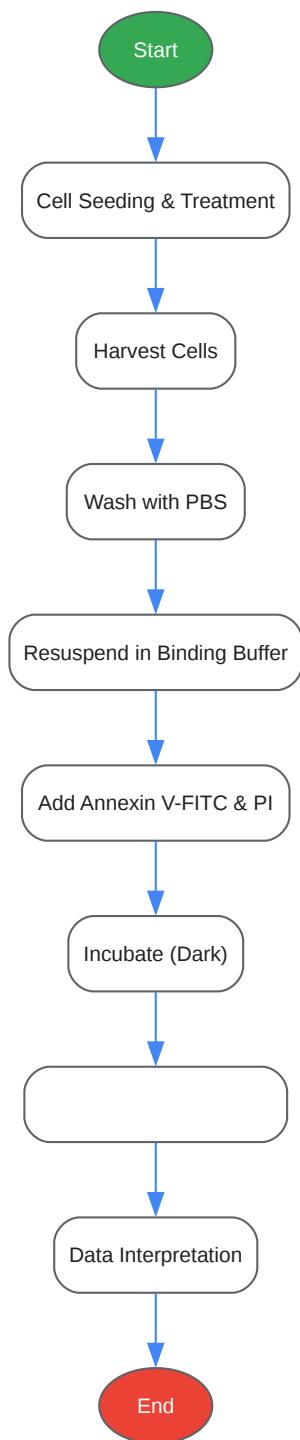 Start
Cell Seeding & Treatment
Harvest Cells
Wash with PBS
Resuspend in Binding Buffer
Add Annexin V-FITC & PI
Incubate (Dark)
Data Interpretation
End